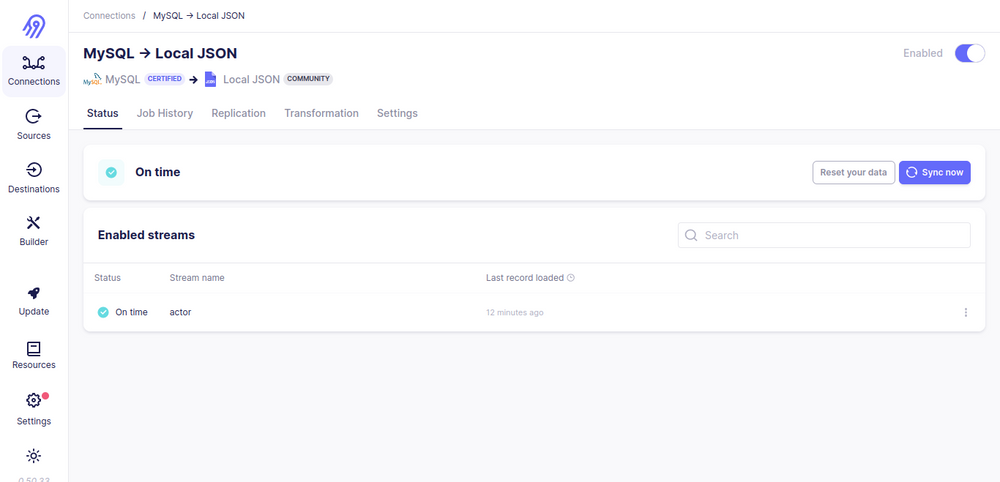 Connections / MySQL → Local JSON
MySQL → Local JSON
Enabled
MySQL MySQL CERTIFIED → Local JSON COMMUNITY
Status Job History Replication Transformation Settings
On time
Reset your data
Sync now
Enabled streams
Search
Status Stream name Last record loaded
On time actor 12 minutes ago
Connections
Sources
Destinations
Builder
Update
Resources
Settings
0.50.33